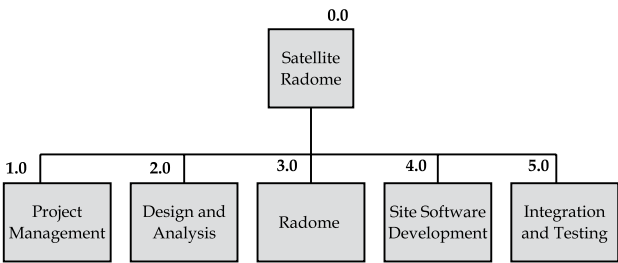 0.0
Satellite
Radome
1.0
Project
Management
2.0
Design and
Analysis
3.0
Radome
4.0
Site Software
Development
5.0
Integration
and Testing